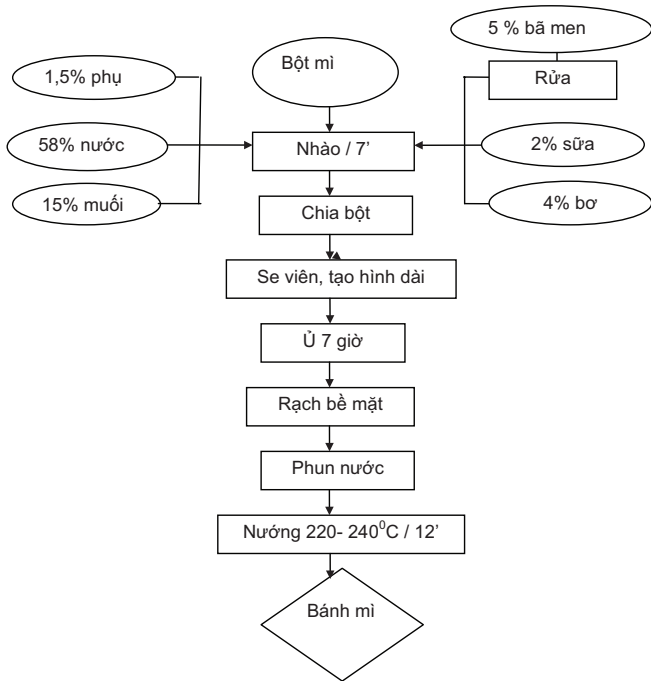 5 % bã men
Bột mì
1,5% phụ
Rửa
58% nước
Nhào / 7’
2% sữa
15% muối
4% bơ
Chia bột
Se viên, tạo hình dài
Ủ 7 giờ
Rạch bề mặt
Phun nước
Nướng 220- 240⁰C / 12’
Bánh mì